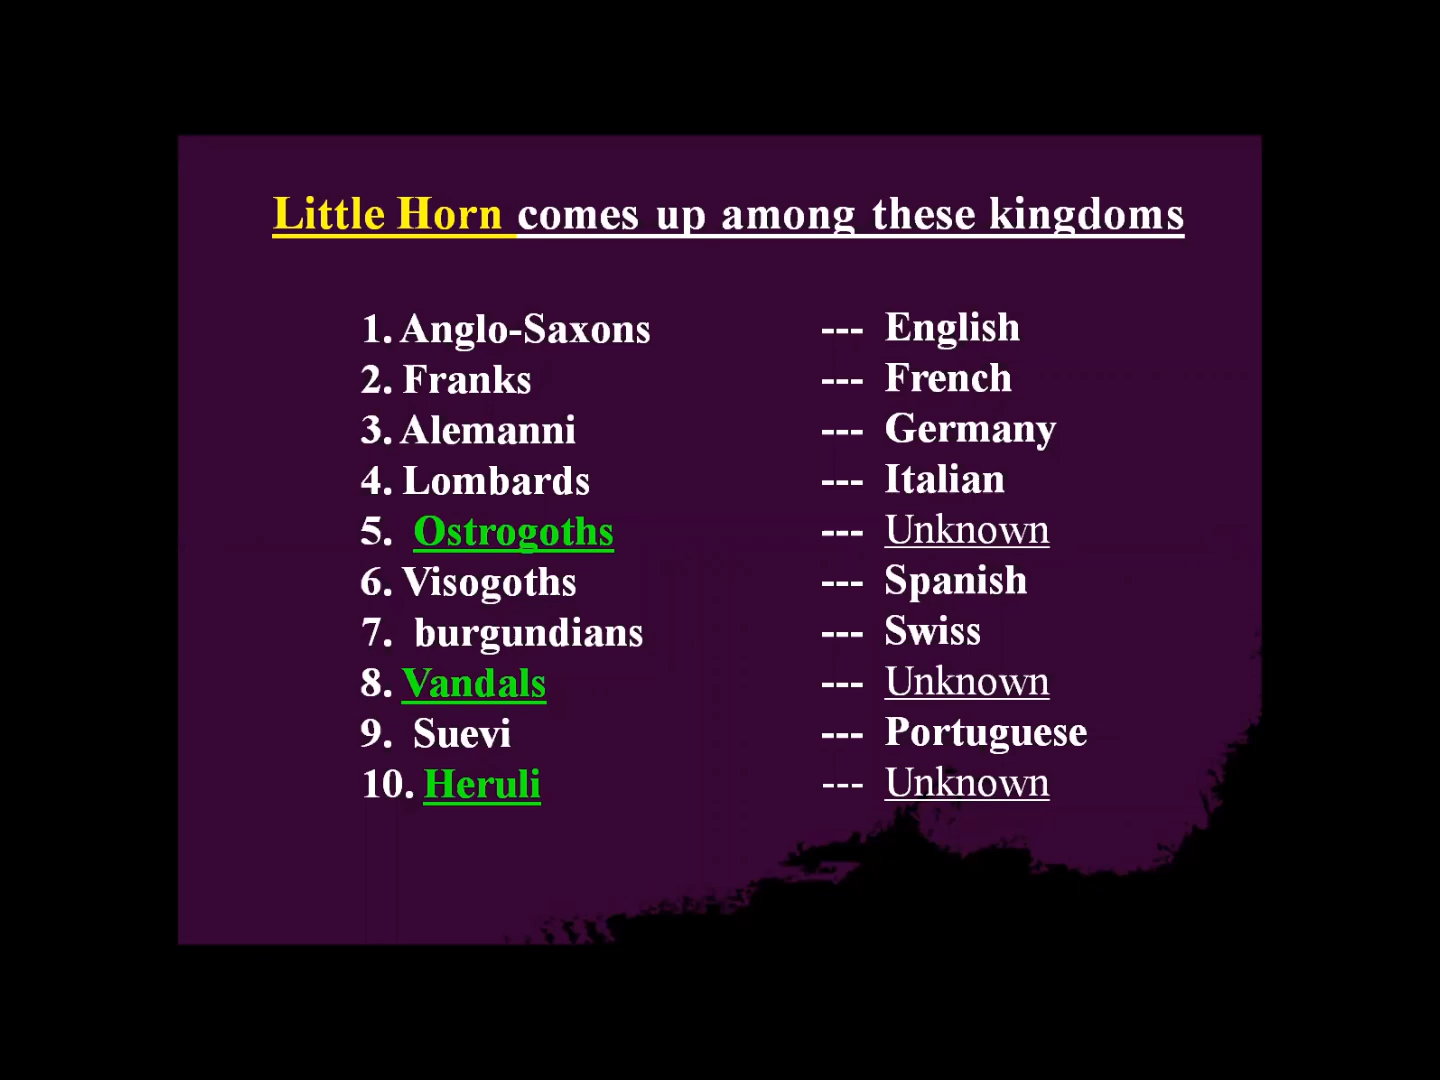 Little Horn comes up among these kingdoms
1. Anglo-Saxons --- English
2. Franks --- French
3. Alemanni --- Germany
4. Lombards --- Italian
5. Ostrogoths --- Unknown
6. Visogoths --- Spanish
7. burgundians --- Swiss
8. Vandals --- Unknown
9. Suevi --- Portuguese
10. Heruli --- Unknown